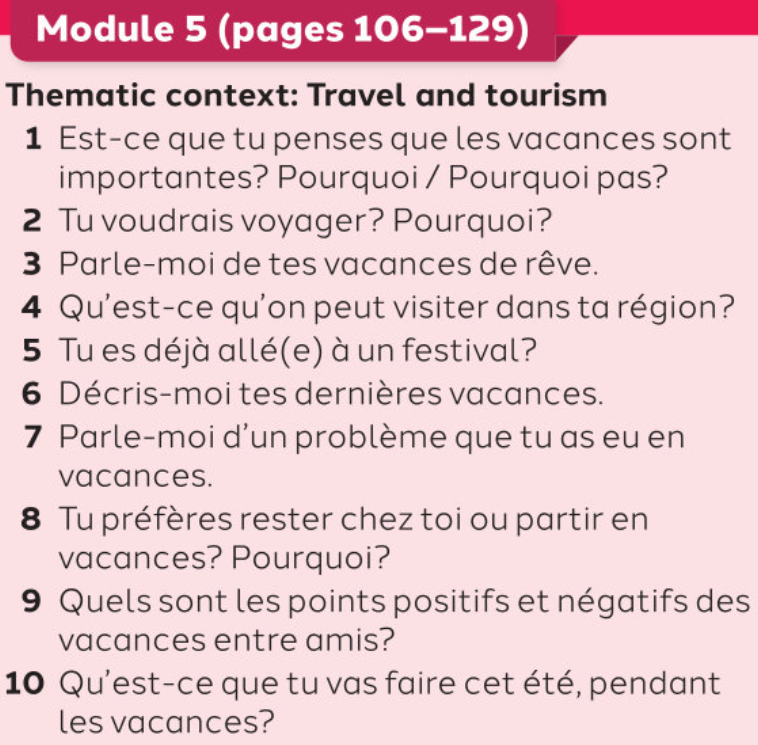 Module 5 (pages 106–129)
Thematic context: Travel and tourism
1 Est-ce que tu penses que les vacances sont
importantes? Pourquoi / Pourquoi pas?
2 Tu voudrais voyager? Pourquoi?
3 Parle-moi de tes vacances de rêve.
4 Qu'est-ce qu'on peut visiter dans ta région?
5 Tu es déjà allé(e) à un festival?
6 Décris-moi tes dernières vacances.
7 Parle-moi d'un problème que tu as eu en
vacances.
8 Tu préfères rester chez toi ou partir en
vacances? Pourquoi?
9 Quels sont les points positifs et négatifs des
vacances entre amis?
10 Qu'est-ce que tu vas faire cet été, pendant
les vacances?